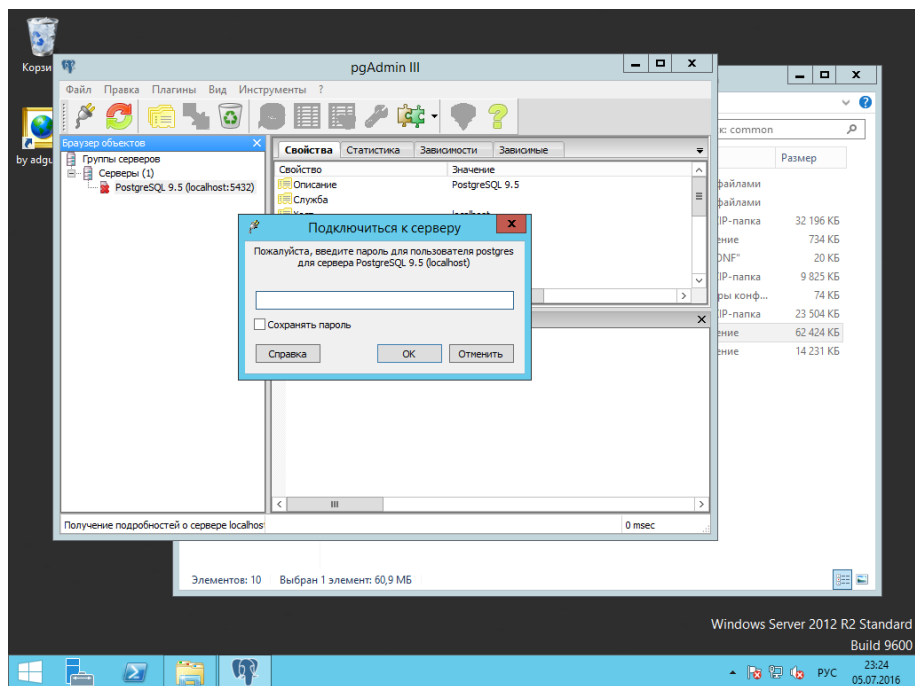 Корзи
by adgu
pgAdmin III
Файл Правка Плагины Вид Инструменты ?
Браузер объектов
Группы серверов
Серверы (1)
PostgreSQL 9.5 (localhost:5432)
Свойства Статистика Зависимости Зависимые
Свойство Значение
Описание PostgreSQL 9.5
Служба
Подключиться к серверу
Пожалуйста, введите пароль для пользователя postgres
для сервера PostgreSQL 9.5 (localhost)
Сохранять пароль
Справка OK Отменить
Получение подробностей о сервере localhos
0 msec
к: common
Размер
файлами
файлами
IP-папка 32 196 КБ
ение 734 КБ
ONF" 20 КБ
IP-папка 9 825 КБ
ры конф... 74 КБ
IP-папка 23 504 КБ
ение 62 424 КБ
ение 14 231 КБ
Элементов: 10 Выбран 1 элемент: 60,9 МБ
Windows Server 2012 R2 Standard
Build 9600
РУС
23:24
05.07.2016